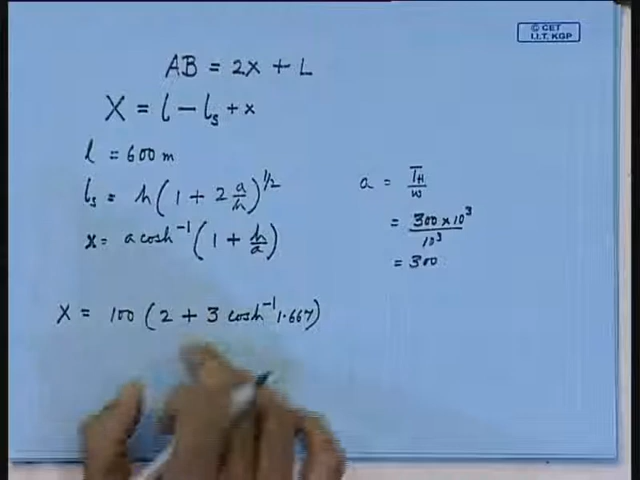 © CET
I.I.T. KGP
AB = 2X + L
X = l - lₛ + x
l = 600 m
lₛ = h(1 + 2 a/h)^1/2
x = a cosh⁻¹(1 + h/a)
a = T_H/w
= 300 × 10³/10³
= 300
X = 100 (2 + 3 cosh⁻¹ 1.667)